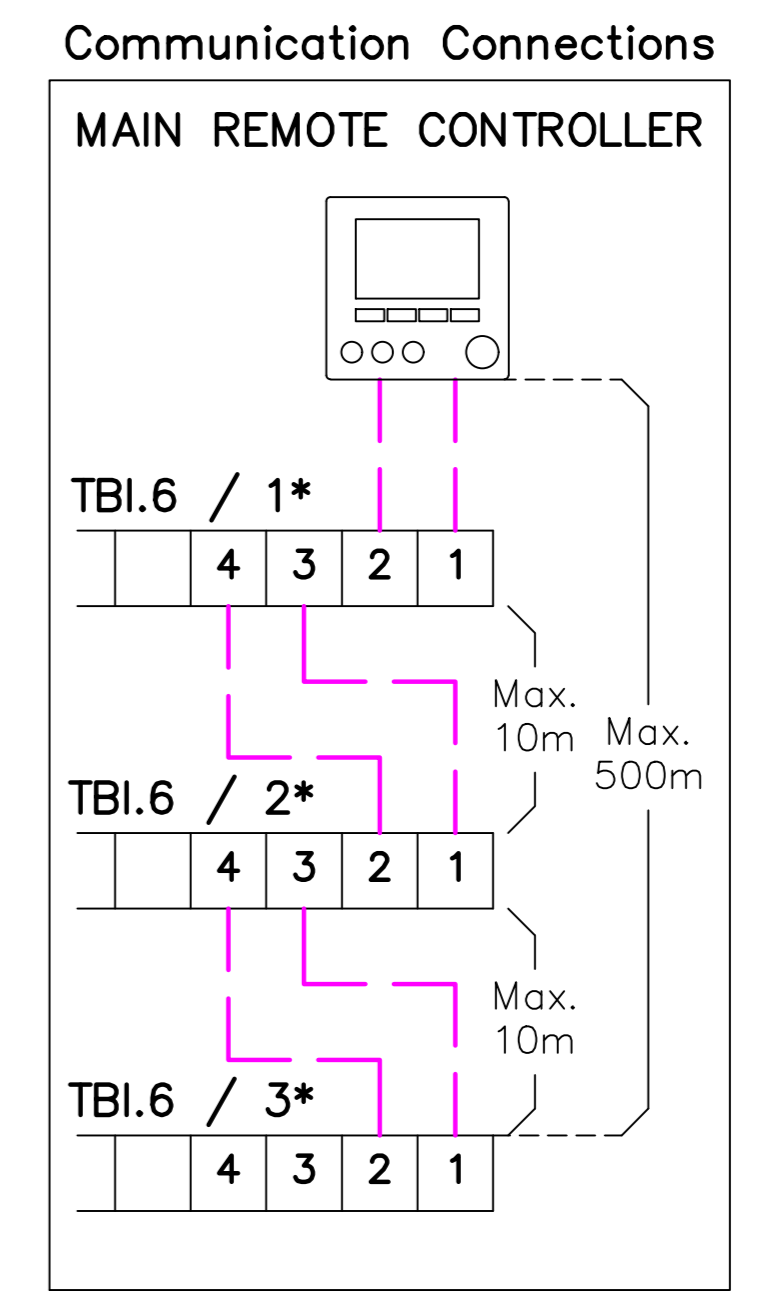 Communication Connections
MAIN REMOTE CONTROLLER
TBI.6 / 1*
4 3 2 1
Max.
10m
Max.
500m
TBI.6 / 2*
4 3 2 1
Max.
10m
TBI.6 / 3*
4 3 2 1